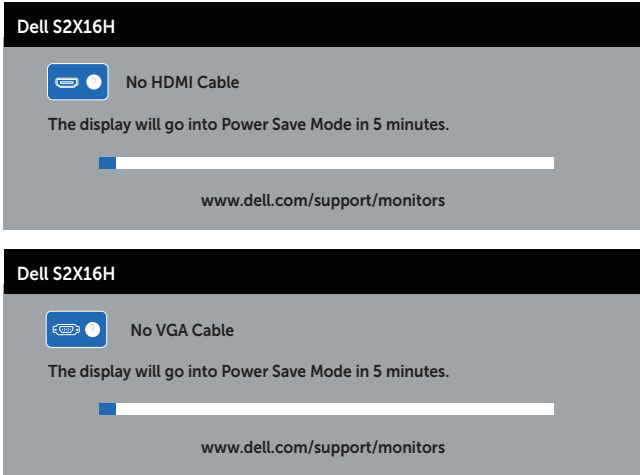 Dell S2X16H
No HDMI Cable
The display will go into Power Save Mode in 5 minutes.
www.dell.com/support/monitors
Dell S2X16H
No VGA Cable
The display will go into Power Save Mode in 5 minutes.
www.dell.com/support/monitors